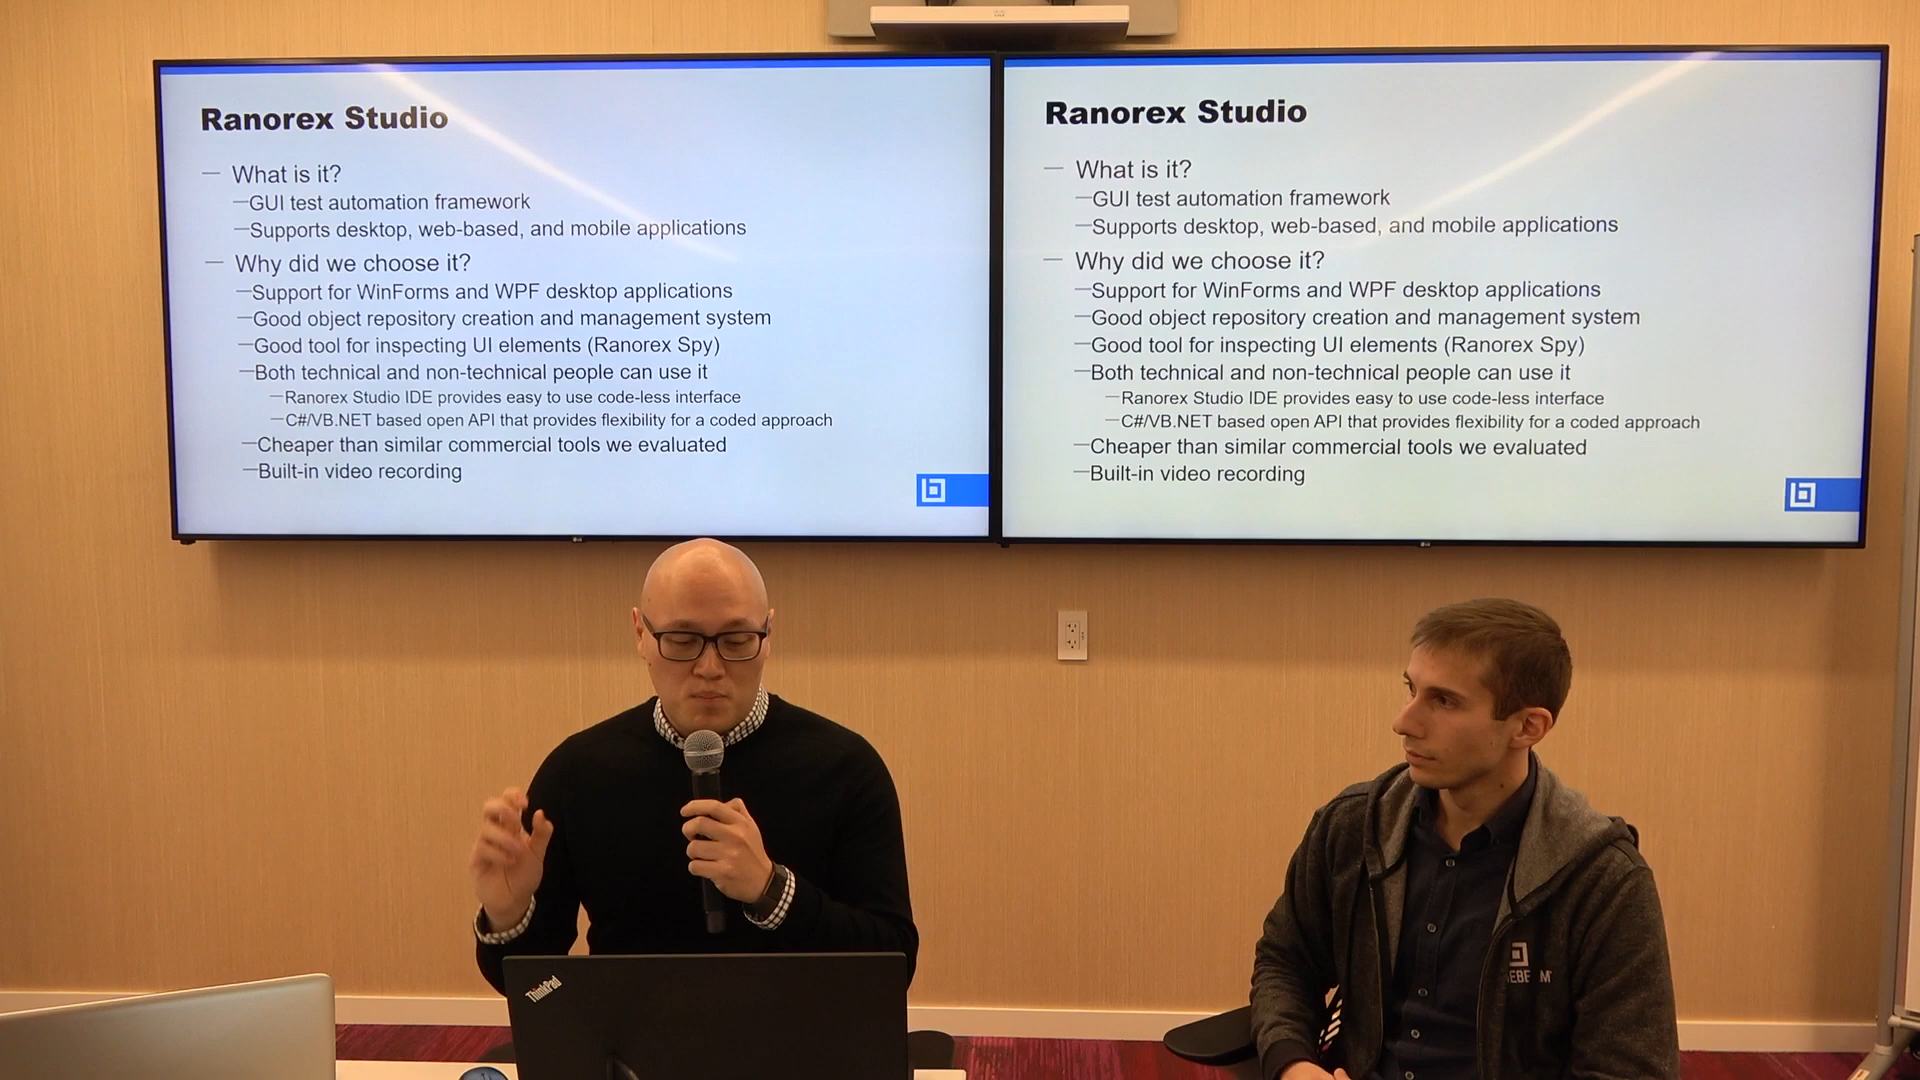 Ranorex Studio
— What is it?
—GUI test automation framework
—Supports desktop, web-based, and mobile applications
— Why did we choose it?
—Support for WinForms and WPF desktop applications
—Good object repository creation and management system
—Good tool for inspecting UI elements (Ranorex Spy)
—Both technical and non-technical people can use it
—Ranorex Studio IDE provides easy to use code-less interface
—C#/VB.NET based open API that provides flexibility for a coded approach
—Cheaper than similar commercial tools we evaluated
—Built-in video recording
Ranorex Studio
— What is it?
—GUI test automation framework
—Supports desktop, web-based, and mobile applications
— Why did we choose it?
—Support for WinForms and WPF desktop applications
—Good object repository creation and management system
—Good tool for inspecting UI elements (Ranorex Spy)
—Both technical and non-technical people can use it
—Ranorex Studio IDE provides easy to use code-less interface
—C#/VB.NET based open API that provides flexibility for a coded approach
—Cheaper than similar commercial tools we evaluated
—Built-in video recording
ThinkPad